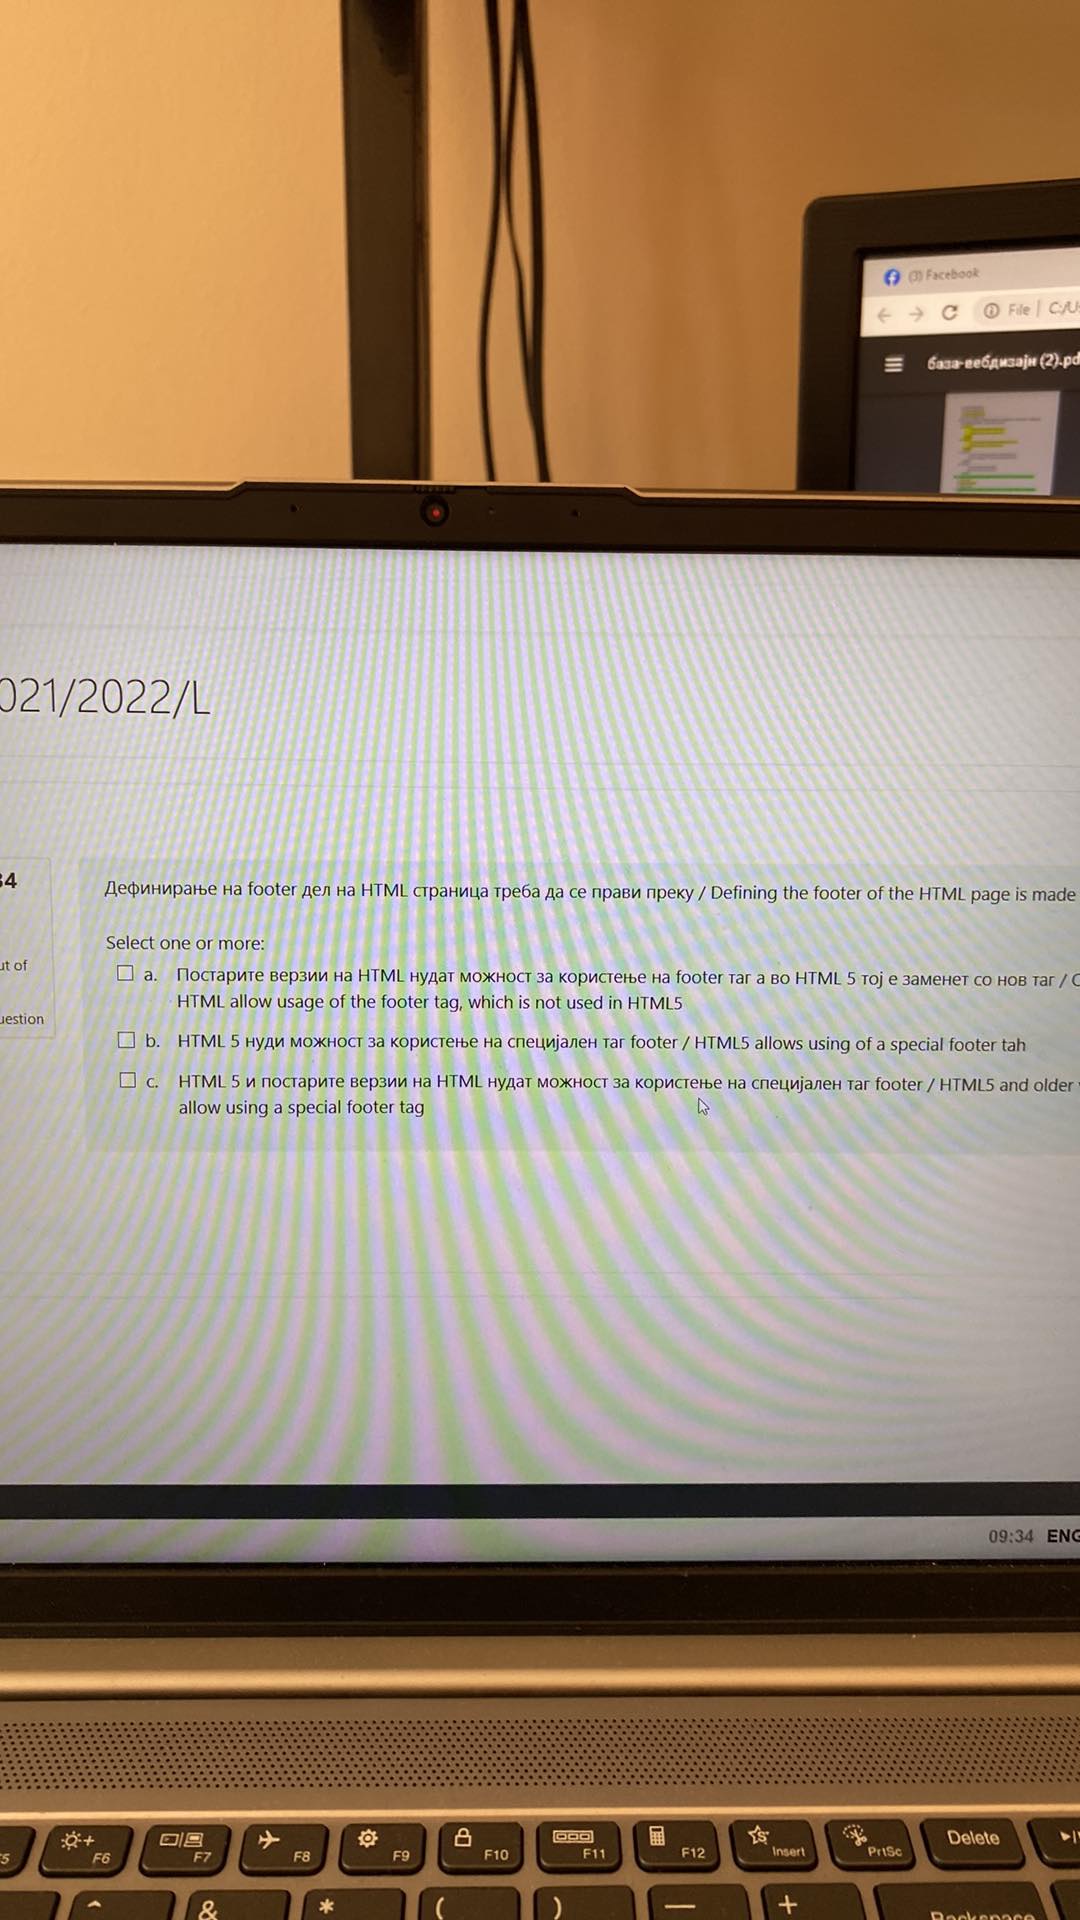 (3) Facebook
File | C:/U
база-вебдизајн (2).pd
021/2022/L
34
Дефинирање на footer дел на HTML страница треба да се прави преку / Defining the footer of the HTML page is made
Select one or more:
ut of
a. Постарите верзии на HTML нудат можност за користење на footer таг а во HTML 5 тој е заменет со нов таг / O
HTML allow usage of the footer tag, which is not used in HTML5
uestion
b. HTML 5 нуди можност за користење на специјален таг footer / HTML5 allows using of a special footer tah
c. HTML 5 и постарите верзии на HTML нудат можност за користење на специјален таг footer / HTML5 and older
allow using a special footer tag
09:34 ENG
F5 F6 F7 F8 F9 F10 F11 F12 Insert PrtSc Delete
^ & * ( ) — + Backspace